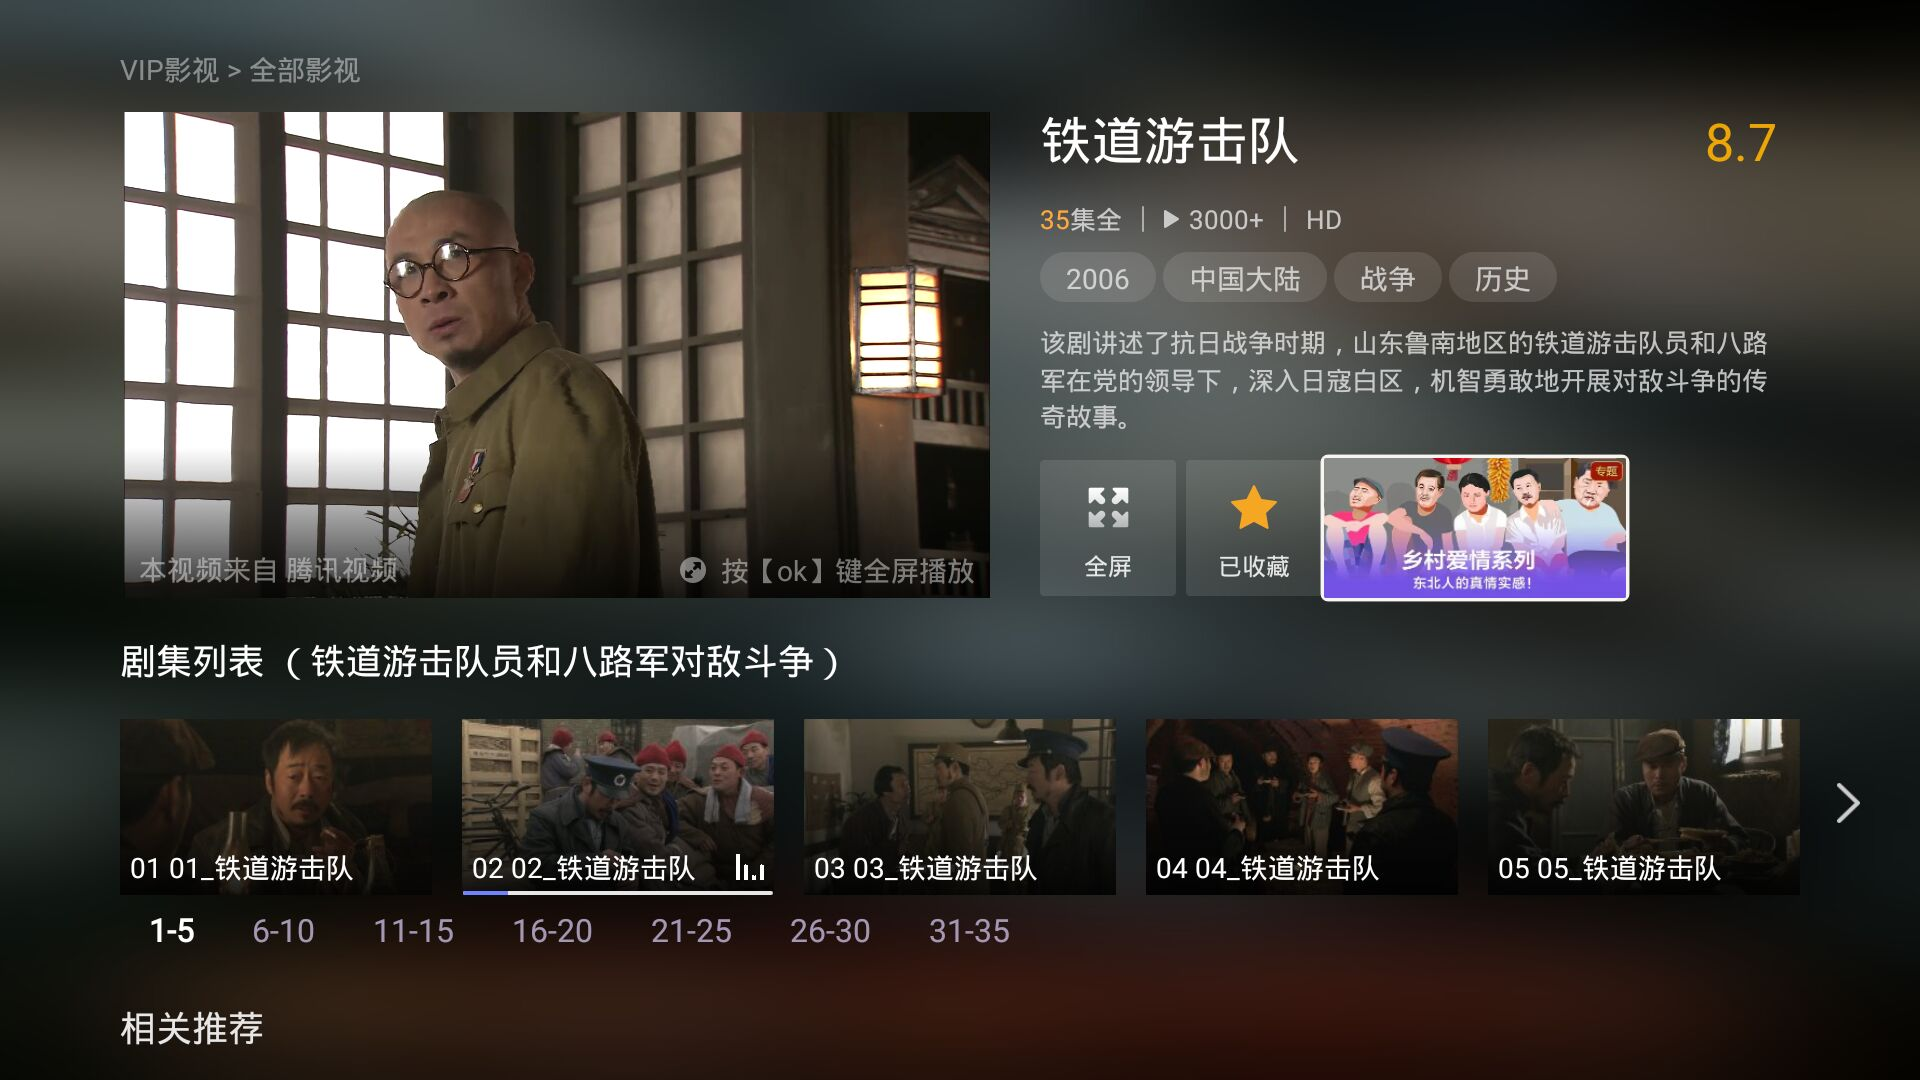 VIP影视 > 全部影视
铁道游击队
8.7
35集全 | 3000+ | HD
2006 中国大陆 战争 历史
该剧讲述了抗日战争时期，山东鲁南地区的铁道游击队员和八路
军在党的领导下，深入日寇白区，机智勇敢地开展对敌斗争的传
奇故事。
本视频来自 腾讯视频
按【ok】键全屏播放
全屏
已收藏
专题
乡村爱情系列
东北人的真情实感!
剧集列表 （铁道游击队员和八路军对敌斗争）
01 01_铁道游击队
02 02_铁道游击队
03 03_铁道游击队
04 04_铁道游击队
05 05_铁道游击队
1-5 6-10 11-15 16-20 21-25 26-30 31-35
相关推荐